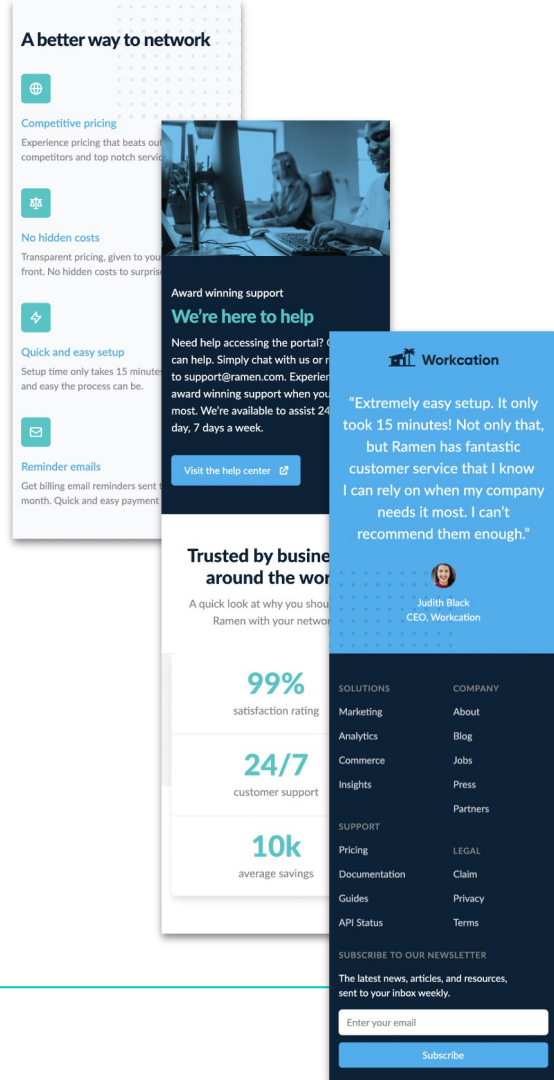 A better way to network
Competitive pricing
Experience pricing that beats out
competitors and top notch servic
No hidden costs
Transparent pricing, given to you
front. No hidden costs to surpris
Quick and easy setup
Setup time only takes 15 minutes
and easy the process can be.
Reminder emails
Get billing email reminders sent
month. Quick and easy payment
Award winning support
We're here to help
Need help accessing the portal?
can help. Simply chat with us or
to support@ramen.com. Experien
award winning support when you
most. We're available to assist 24
day, 7 days a week.
Visit the help center
Trusted by busine
around the wor
A quick look at why you shou
Ramen with your networ
99%
satisfaction rating
24/7
customer support
10k
average savings
Workcation
“Extremely easy setup. It only
took 15 minutes! Not only that,
but Ramen has fantastic
customer service that I know
I can rely on when my company
needs it most. I can't
recommend them enough.”
Judith Black
CEO, Workcation
SOLUTIONS
Marketing
Analytics
Commerce
Insights
COMPANY
About
Blog
Jobs
Press
Partners
SUPPORT
Pricing
Documentation
Guides
API Status
LEGAL
Claim
Privacy
Terms
SUBSCRIBE TO OUR NEWSLETTER
The latest news, articles, and resources,
sent to your inbox weekly.
Enter your email
Subscribe